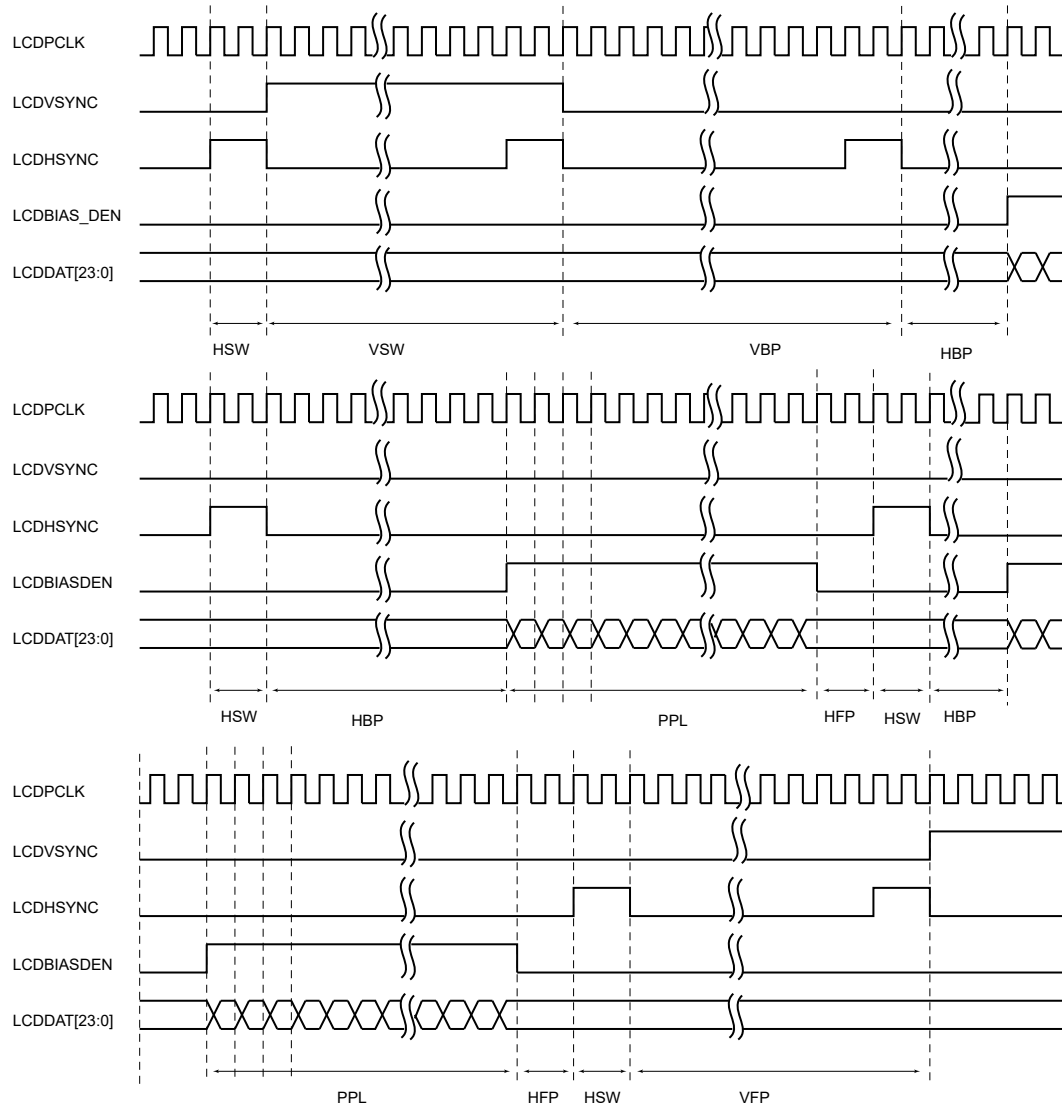 LCDPCLK
LCDVSYNC
LCDHSYNC
LCDBIAS_DEN
LCDDAT[23:0]
HSW VSW VBP HBP
LCDPCLK
LCDVSYNC
LCDHSYNC
LCDBIASDEN
LCDDAT[23:0]
HSW HBP PPL HFP HSW HBP
LCDPCLK
LCDVSYNC
LCDHSYNC
LCDBIASDEN
LCDDAT[23:0]
PPL HFP HSW VFP